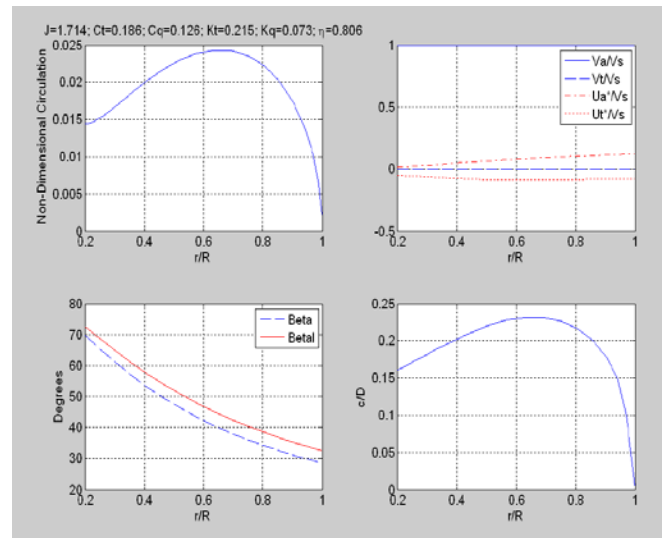 J=1.714; Ct=0.186; Cq=0.126; Kt=0.215; Kq=0.073; η=0.806
Non-Dimensional Circulation
0.025
0.02
0.015
0.01
0.005
0
0.2 0.4 0.6 0.8 1
r/R
1
0.5
0
-0.5
0.2 0.4 0.6 0.8 1
r/R
Va/Vs
Vt/Vs
Ua*/Vs
Ut*/Vs
Degrees
80
70
60
50
40
30
20
0.2 0.4 0.6 0.8 1
r/R
Beta
BetaI
c/D
0.25
0.2
0.15
0.1
0.05
0
0.2 0.4 0.6 0.8 1
r/R